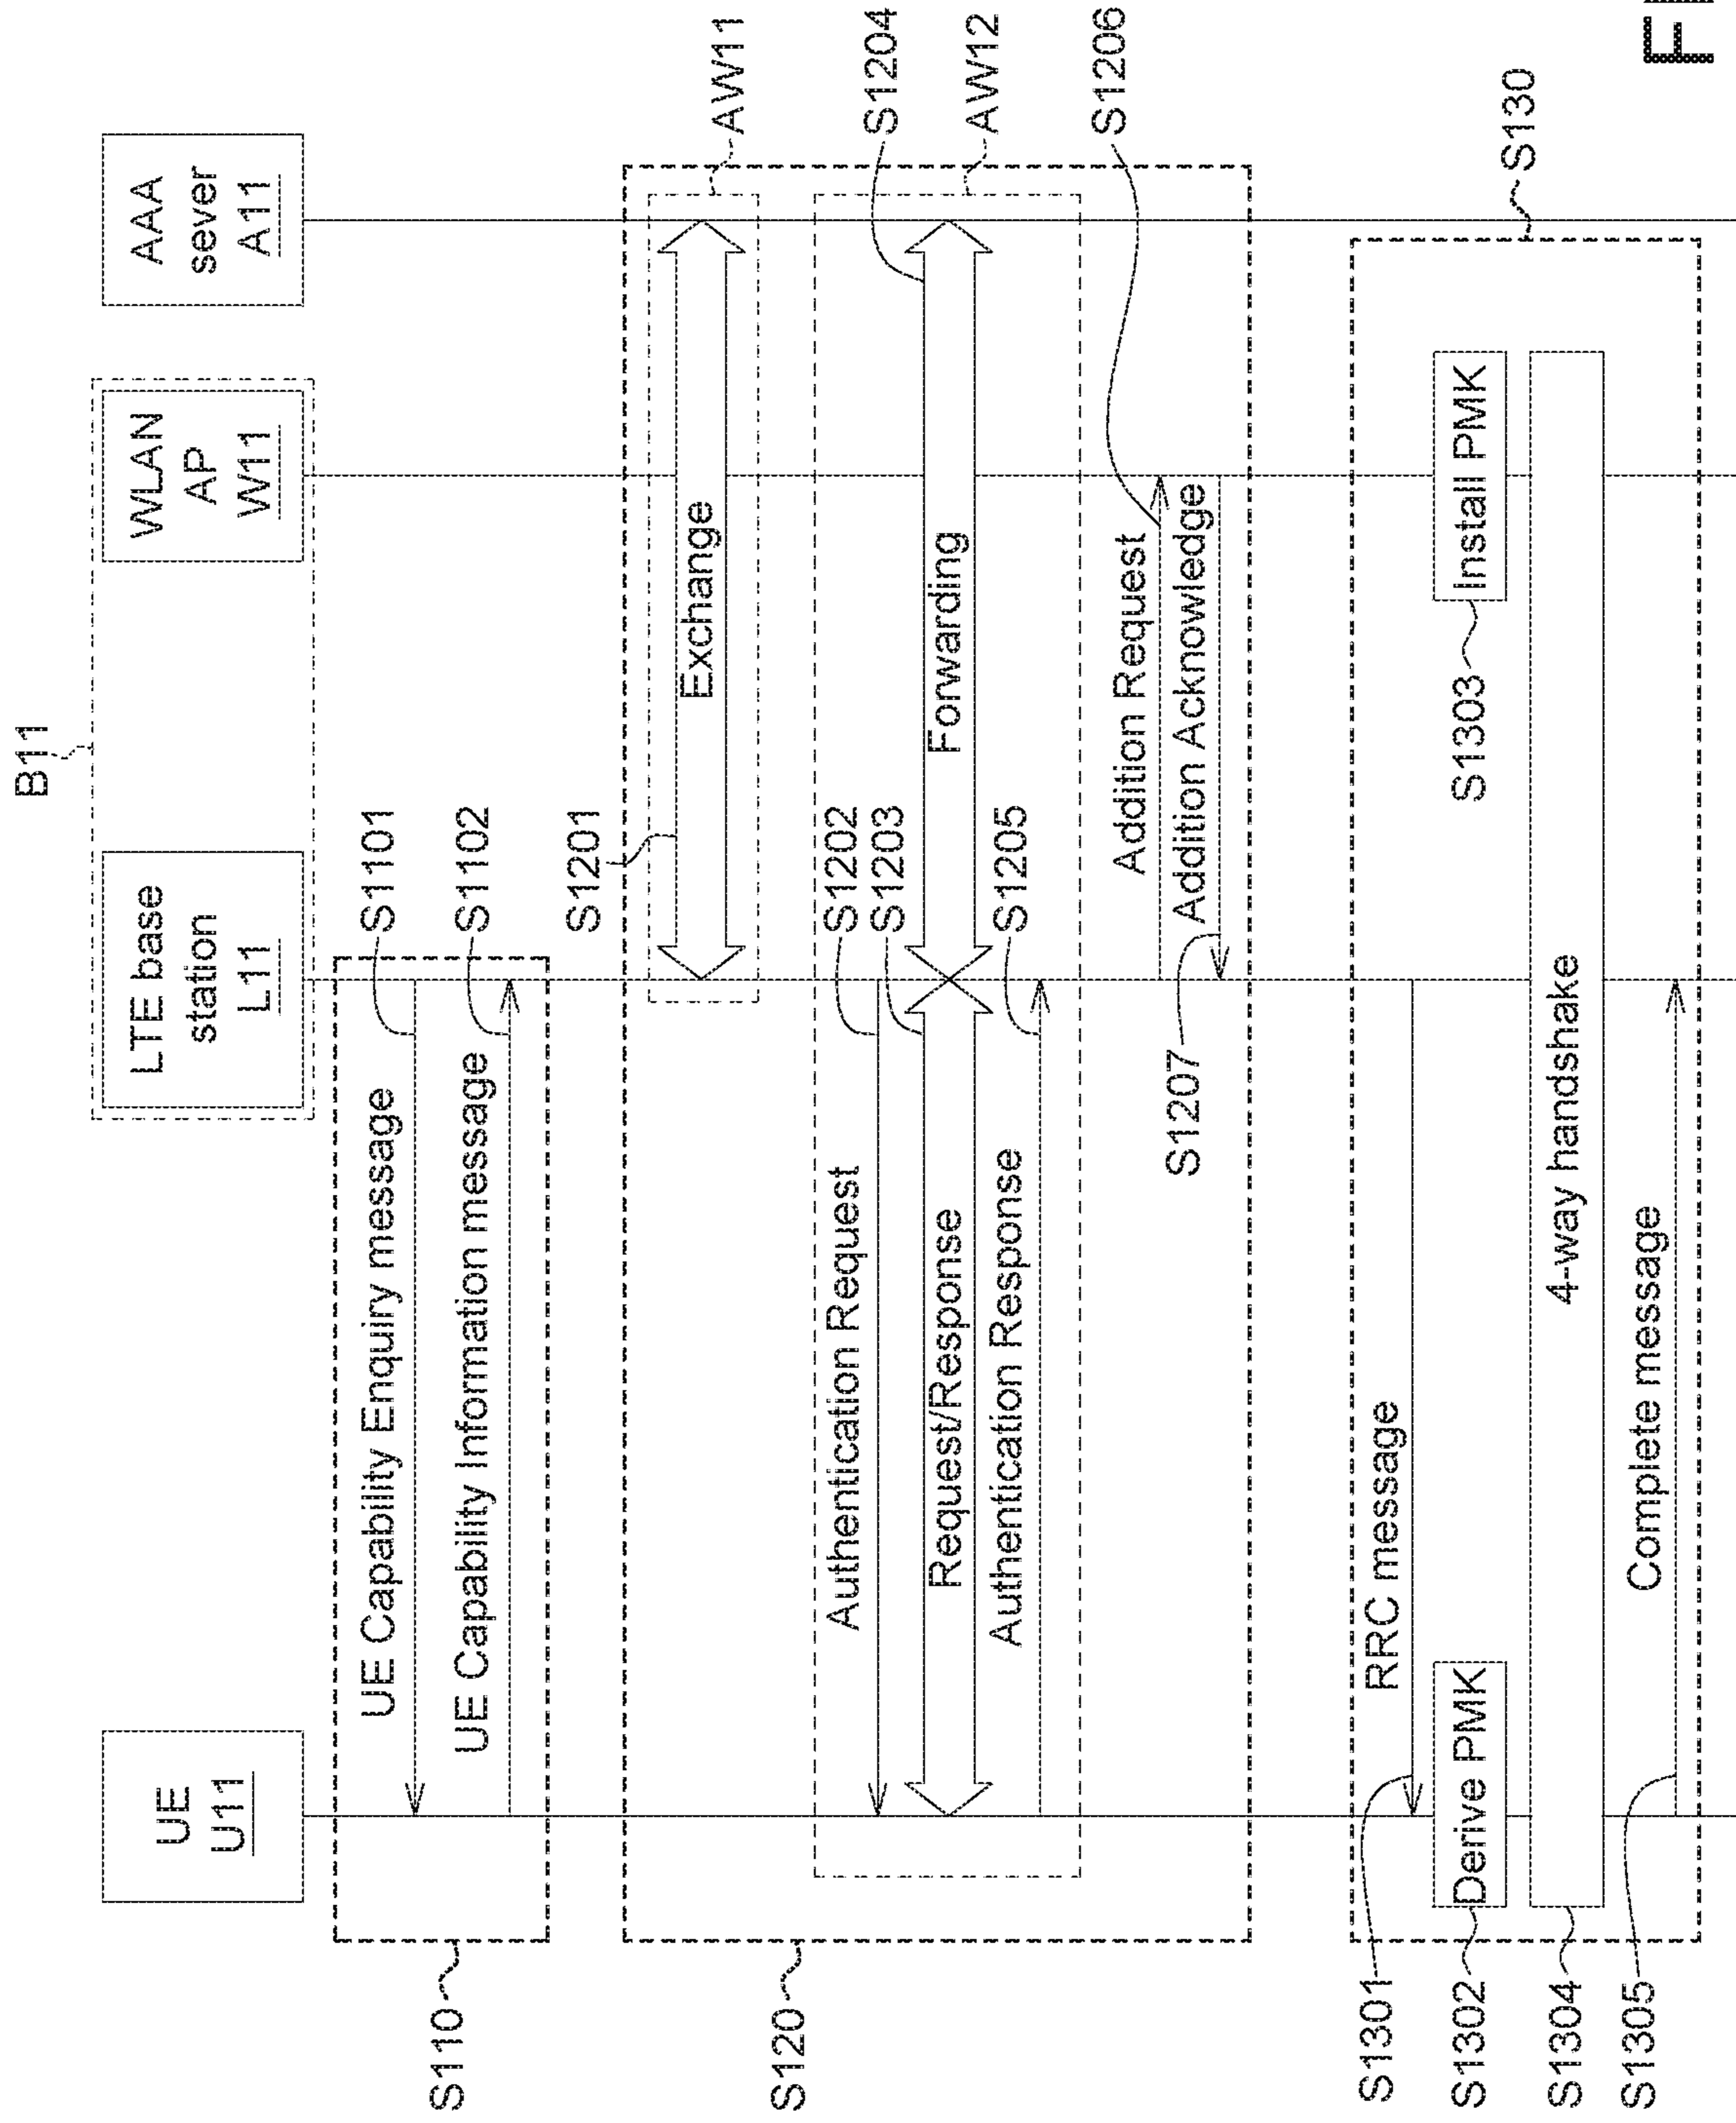 B11
UE
U11
LTE base
station
L11
WLAN
AP
W11
AAA
sever
A11
S110
UE Capability Enquiry message
S1101
UE Capability Information message
S1102
S120
S1201
Exchange
AW11
Authentication Request
S1202
S1203
Request/Response
Forwarding
S1204
AW12
Authentication Response
S1205
Addition Request
S1206
Addition Acknowledge
S1207
S130
S1301
RRC message
S1302
Derive PMK
S1303
Install PMK
S1304
4-way handshake
S1305
Complete message